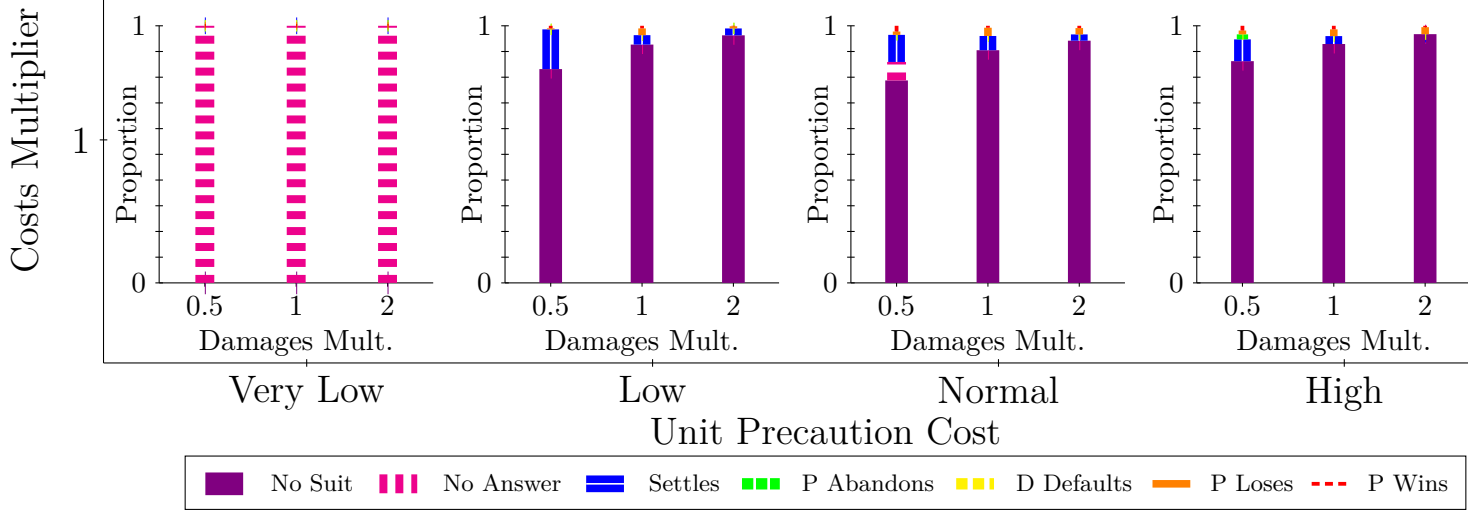 Costs Multiplier
1
Proportion
1
0
0.5 1 2
Damages Mult.
Proportion
1
0
0.5 1 2
Damages Mult.
Proportion
1
0
0.5 1 2
Damages Mult.
Proportion
1
0
0.5 1 2
Damages Mult.
Very Low Low Normal High
Unit Precaution Cost
No Suit No Answer Settles P Abandons D Defaults P Loses P Wins